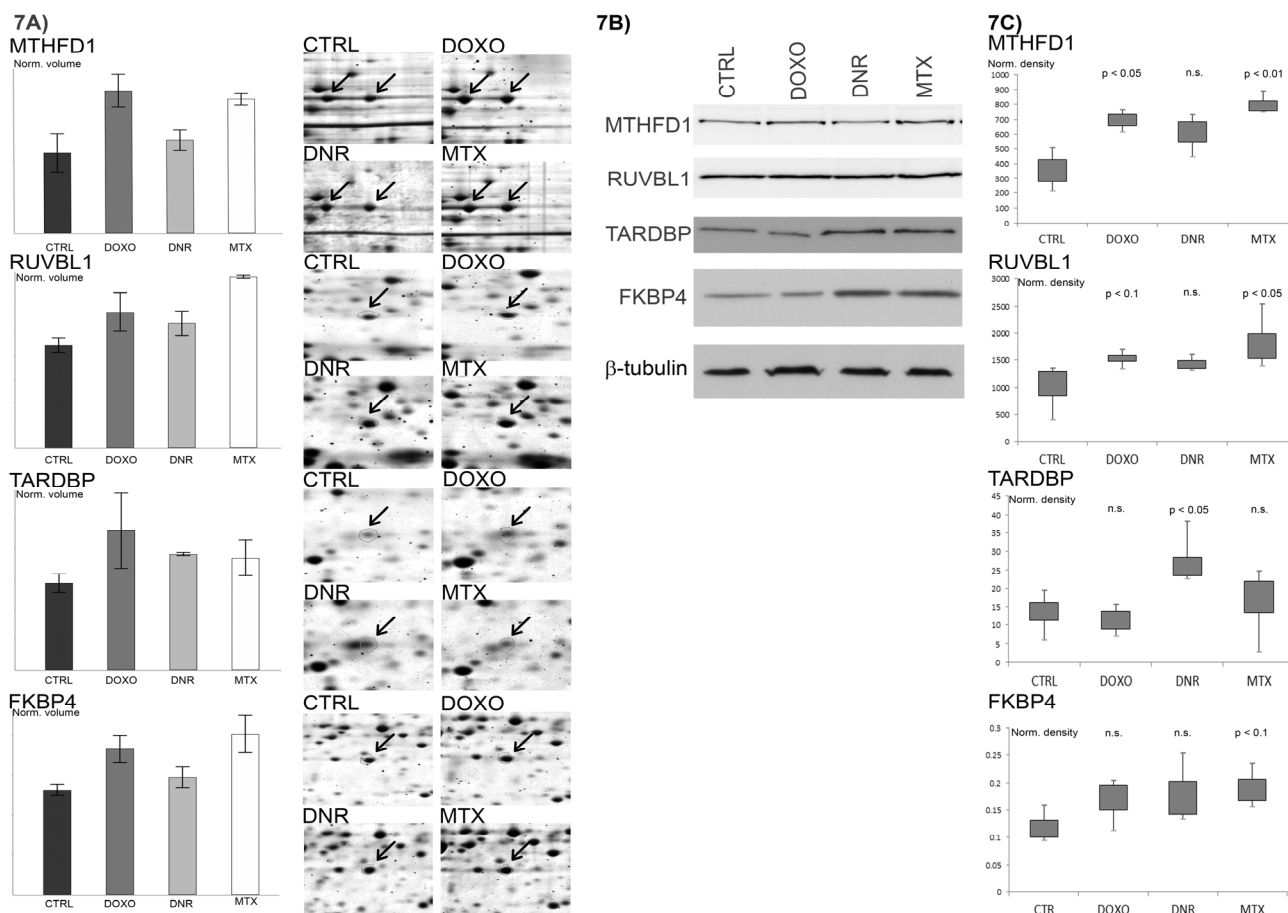 7A)
MTHFD1
Norm. volume
CTRL DOXO DNR MTX
RUVBL1
Norm. volume
CTRL DOXO DNR MTX
TARDBP
Norm. volume
CTRL DOXO DNR MTX
FKBP4
Norm. volume
CTRL DOXO DNR MTX
CTRL DOXO
DNR MTX
CTRL DOXO
DNR MTX
CTRL DOXO
DNR MTX
CTRL DOXO
DNR MTX
7B)
CTRL DOXO DNR MTX
MTHFD1
RUVBL1
TARDBP
FKBP4
β-tubulin
7C)
MTHFD1
Norm. density
p < 0.05 n.s. p < 0.01
1000
900
800
700
600
500
400
300
200
100
0
CTRL DOXO DNR MTX
RUVBL1
Norm. density
p < 0.1 n.s. p < 0.05
3000
2500
2000
1500
1000
500
0
CTRL DOXO DNR MTX
TARDBP
Norm. density
n.s. p < 0.05 n.s.
45
40
35
30
25
20
15
10
5
0
CTRL DOXO DNR MTX
FKBP4
Norm. density
n.s. n.s. p < 0.1
0.3
0.25
0.2
0.15
0.1
0.05
0
CTR DOXO DNR MTX